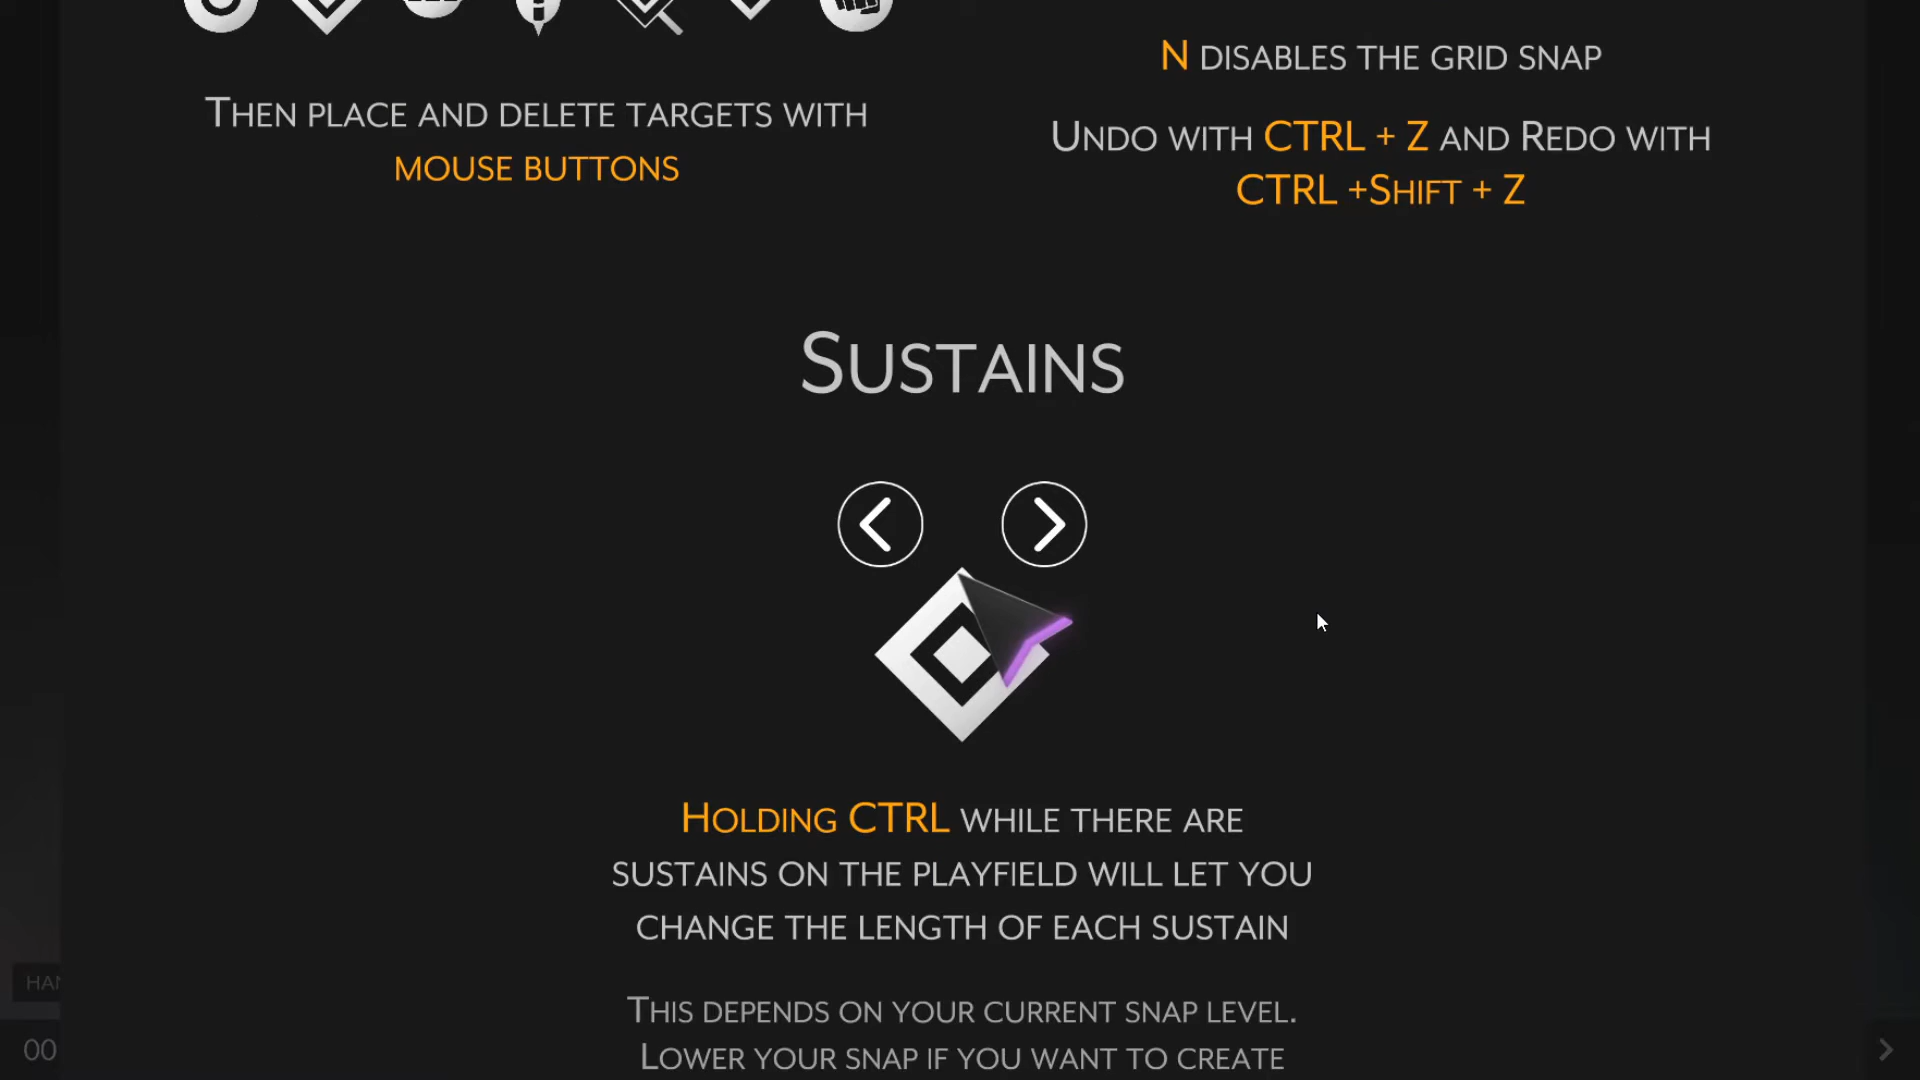 Then place and delete targets with
MOUSE BUTTONS
N disables the grid snap
Undo with CTRL + Z and Redo with
CTRL +Shift + Z
Sustains
Holding CTRL while there are
sustains on the playfield will let you
change the length of each sustain
This depends on your current snap level.
Lower your snap if you want to create
00